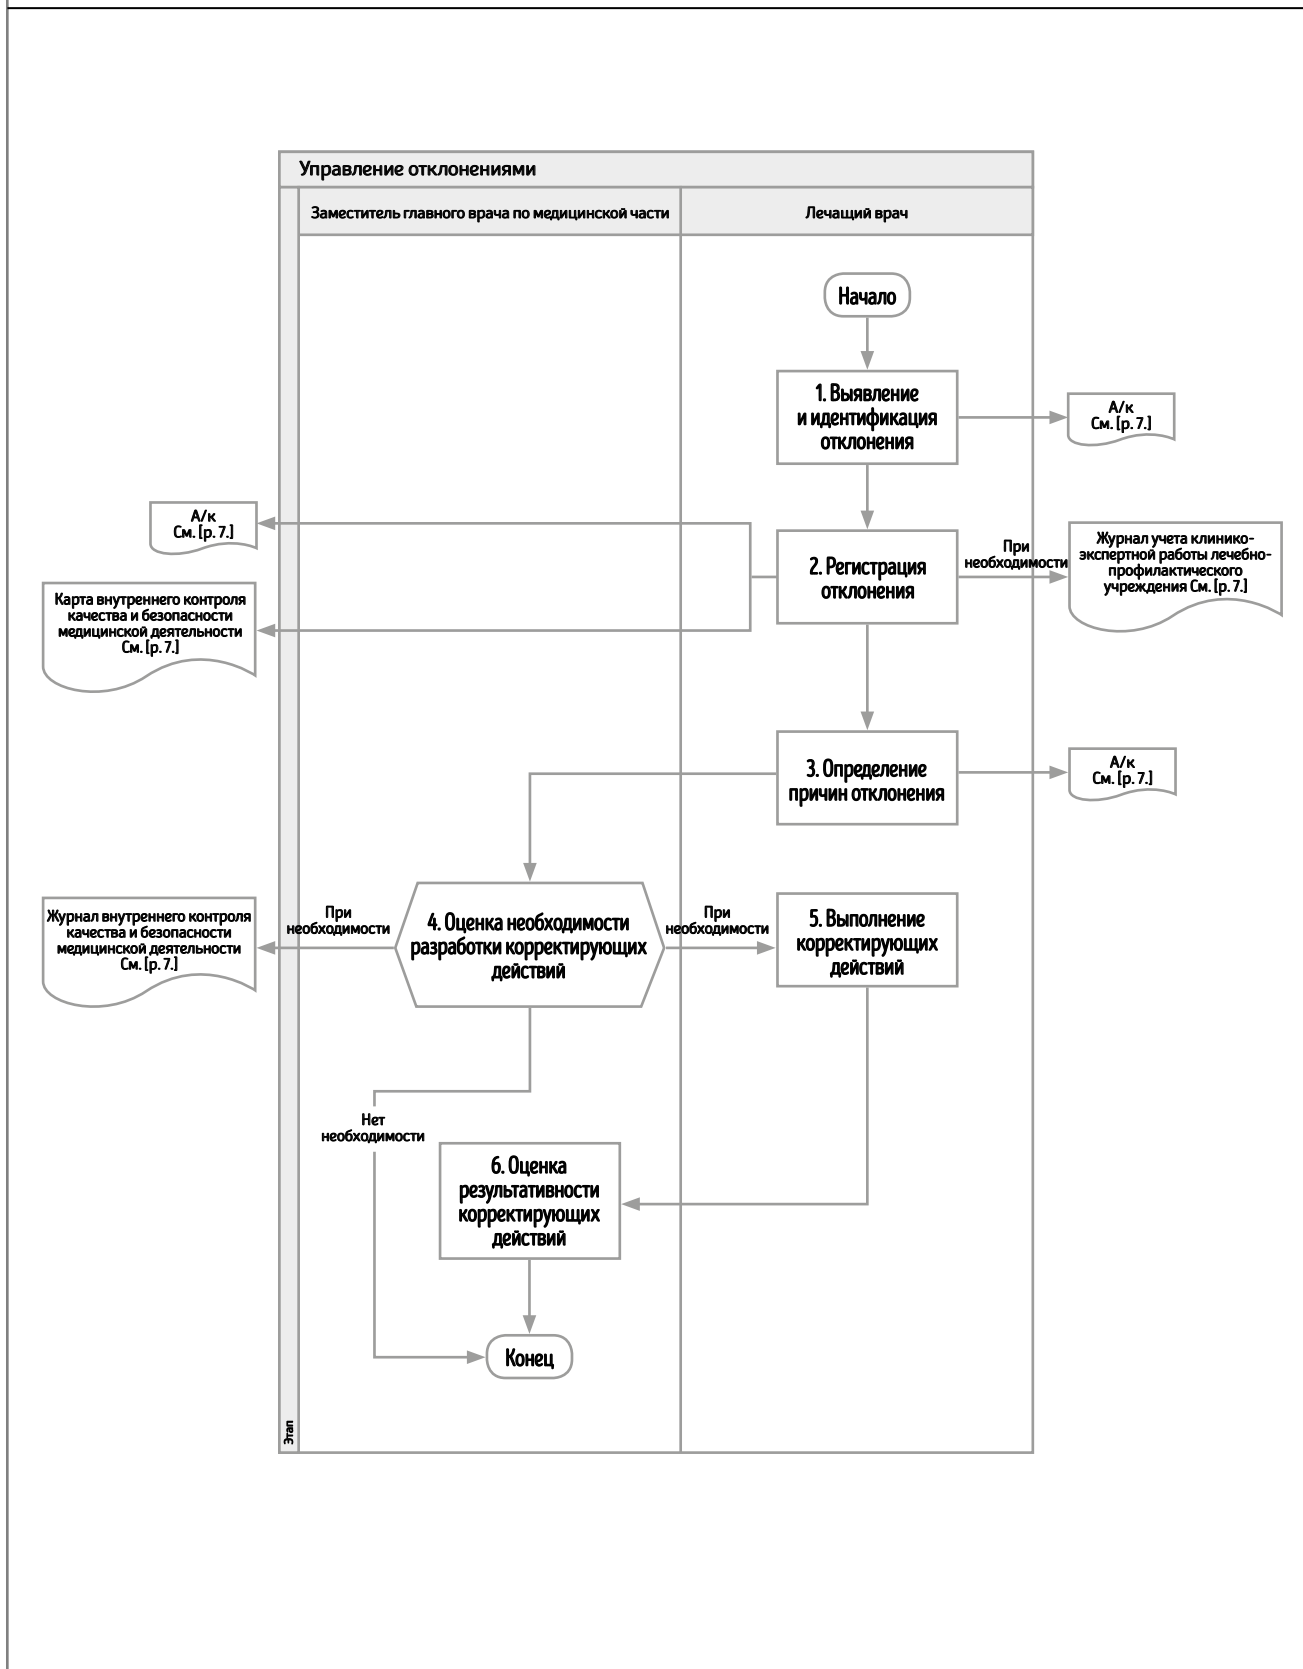 Управление отклонениями
Заместитель главного врача по медицинской части
Лечащий врач
Начало
1. Выявление
и идентификация
отклонения
А/к
См. [р. 7.]
А/к
См. [р. 7.]
2. Регистрация
отклонения
При
необходимости
Журнал учета клинико-
экспертной работы лечебно-
профилактического
учреждения См. [р. 7.]
Карта внутреннего контроля
качества и безопасности
медицинской деятельности
См. [р. 7.]
3. Определение
причин отклонения
А/к
См. [р. 7.]
Журнал внутреннего контроля
качества и безопасности
медицинской деятельности
См. [р. 7.]
При
необходимости
4. Оценка необходимости
разработки корректирующих
действий
При
необходимости
5. Выполнение
корректирующих
действий
Нет
необходимости
6. Оценка
результативности
корректирующих
действий
Конец
Этап